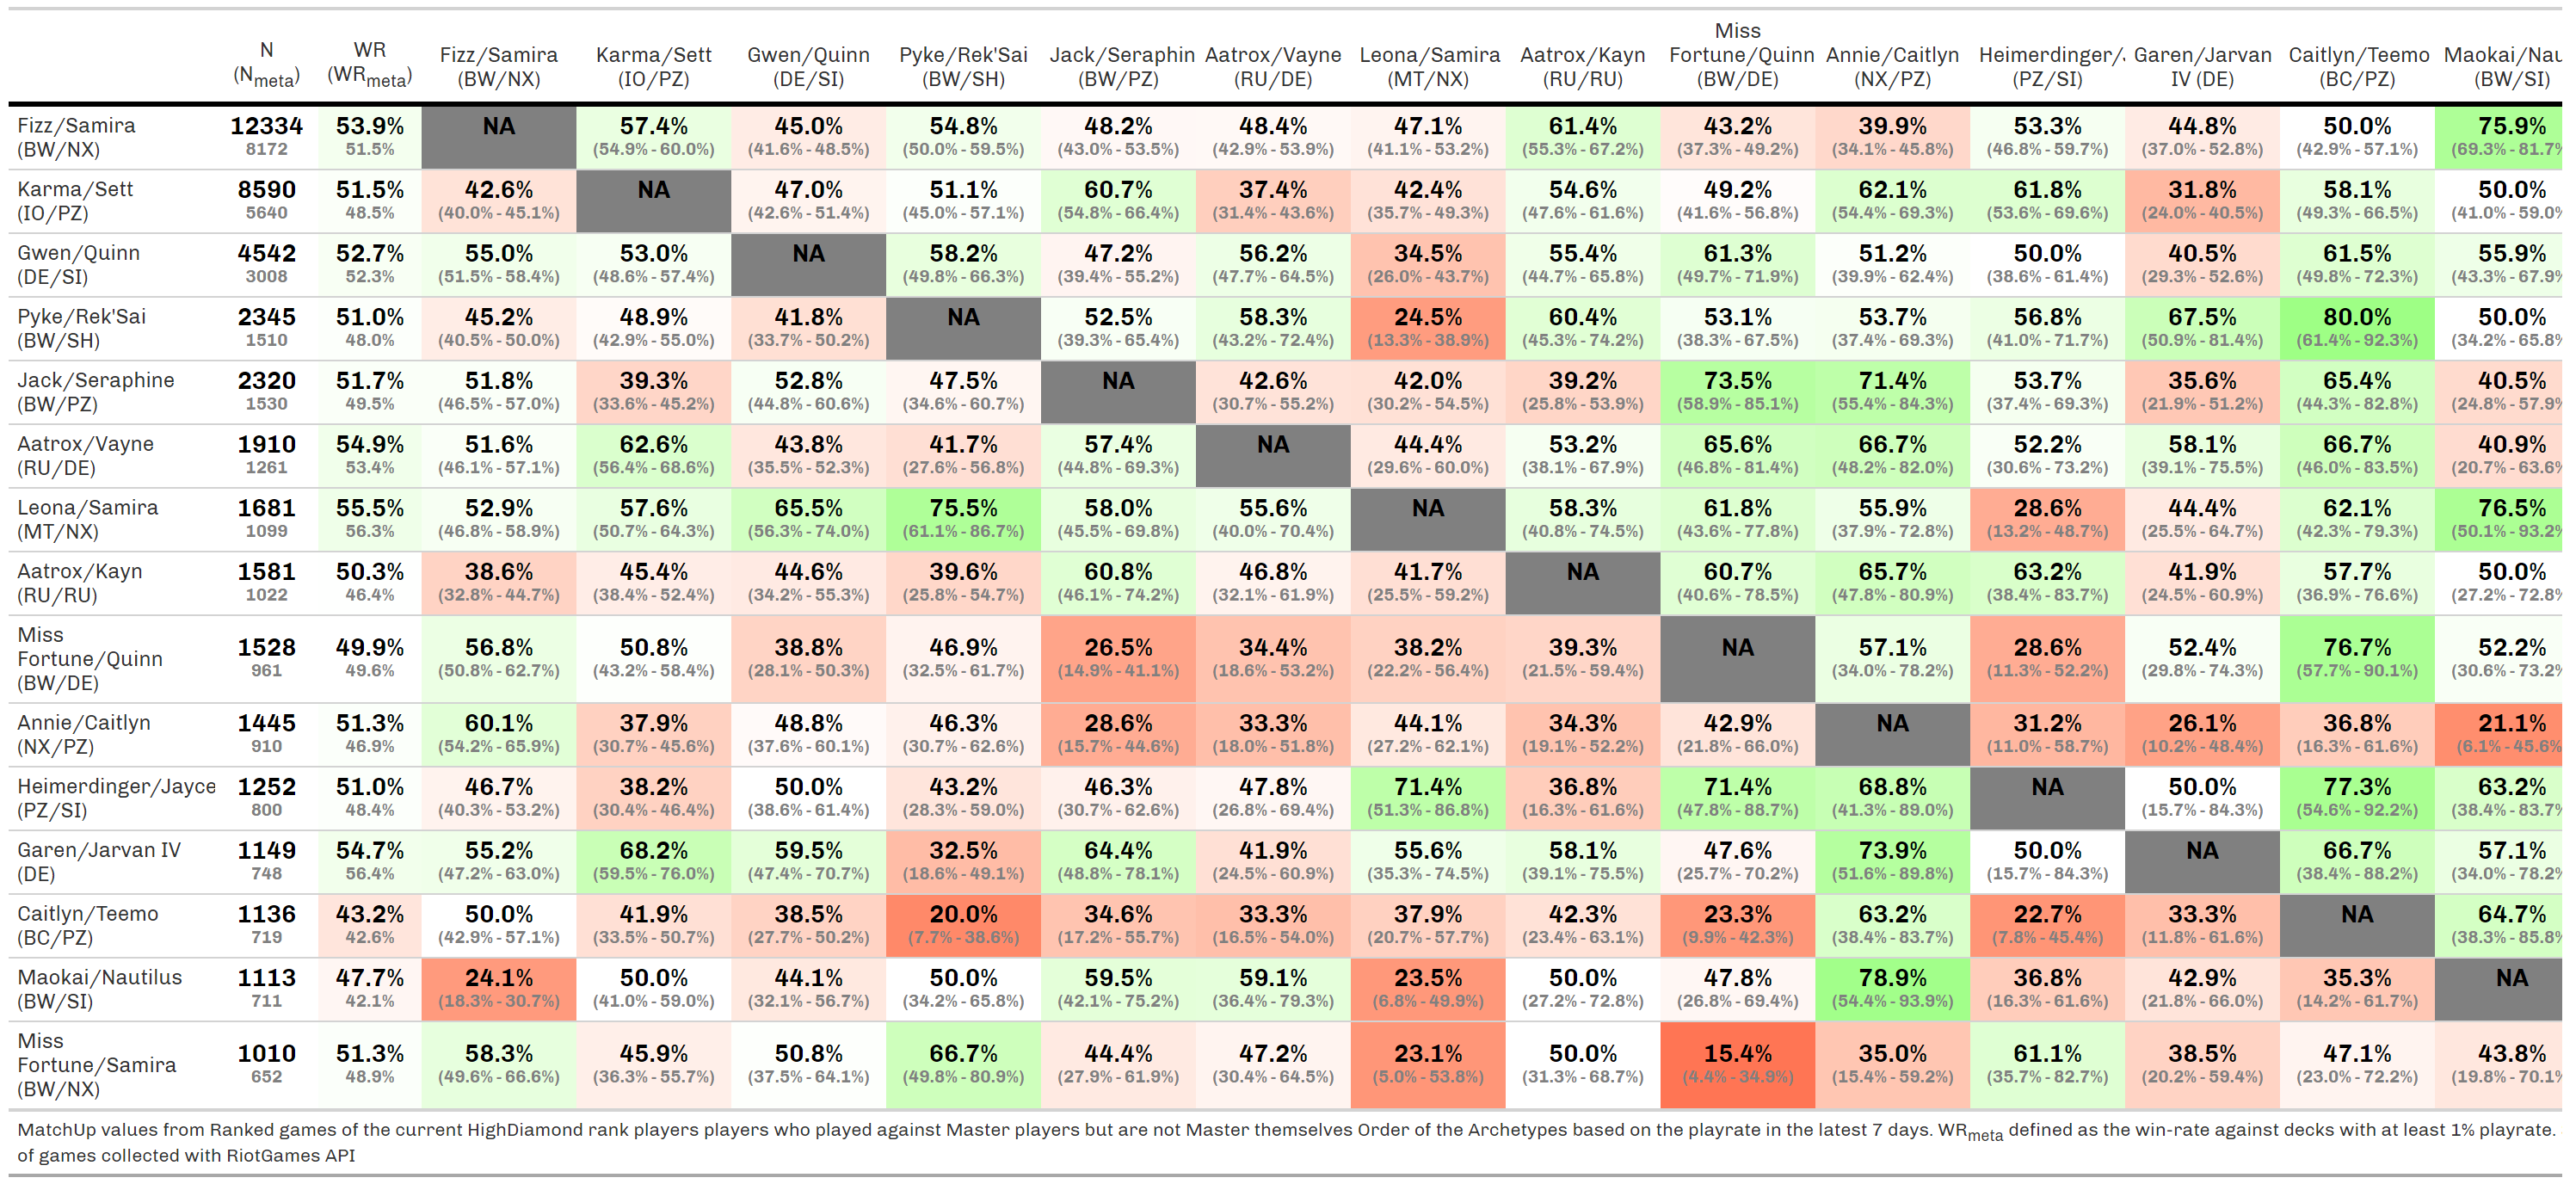 Miss
N WR Fizz/Samira Karma/Sett Gwen/Quinn Pyke/Rek'Sai Jack/Seraphin Aatrox/Vayne Leona/Samira Aatrox/Kayn Fortune/Quinn Annie/Caitlyn Heimerdinger/J Garen/Jarvan Caitlyn/Teemo Maokai/Nau
(Nmeta) (WRmeta) (BW/NX) (IO/PZ) (DE/SI) (BW/SH) (BW/PZ) (RU/DE) (MT/NX) (RU/RU) (BW/DE) (NX/PZ) (PZ/SI) IV (DE) (BC/PZ) (BW/SI)
Fizz/Samira 12334 53.9% NA 57.4% 45.0% 54.8% 48.2% 48.4% 47.1% 61.4% 43.2% 39.9% 53.3% 44.8% 50.0% 75.9%
(BW/NX) 8172 51.5% (54.9% - 60.0%) (41.6% - 48.5%) (50.0% - 59.5%) (43.0% - 53.5%) (42.9% - 53.9%) (41.1% - 53.2%) (55.3% - 67.2%) (37.3% - 49.2%) (34.1% - 45.8%) (46.8% - 59.7%) (37.0% - 52.8%) (42.9% - 57.1%) (69.3% - 81.7%
Karma/Sett 8590 51.5% 42.6% NA 47.0% 51.1% 60.7% 37.4% 42.4% 54.6% 49.2% 62.1% 61.8% 31.8% 58.1% 50.0%
(IO/PZ) 5640 48.5% (40.0% - 45.1%) (42.6% - 51.4%) (45.0% - 57.1%) (54.8% - 66.4%) (31.4% - 43.6%) (35.7% - 49.3%) (47.6% - 61.6%) (41.6% - 56.8%) (54.4% - 69.3%) (53.6% - 69.6%) (24.0% - 40.5%) (49.3% - 66.5%) (41.0% - 59.0%
Gwen/Quinn 4542 52.7% 55.0% 53.0% NA 58.2% 47.2% 56.2% 34.5% 55.4% 61.3% 51.2% 50.0% 40.5% 61.5% 55.9%
(DE/SI) 3008 52.3% (51.5% - 58.4%) (48.6% - 57.4%) (49.8% - 66.3%) (39.4% - 55.2%) (47.7% - 64.5%) (26.0% - 43.7%) (44.7% - 65.8%) (49.7% - 71.9%) (39.9% - 62.4%) (38.6% - 61.4%) (29.3% - 52.6%) (49.8% - 72.3%) (43.3% - 67.9%
Pyke/Rek'Sai 2345 51.0% 45.2% 48.9% 41.8% NA 52.5% 58.3% 24.5% 60.4% 53.1% 53.7% 56.8% 67.5% 80.0% 50.0%
(BW/SH) 1510 48.0% (40.5% - 50.0%) (42.9% - 55.0%) (33.7% - 50.2%) (39.3% - 65.4%) (43.2% - 72.4%) (13.3% - 38.9%) (45.3% - 74.2%) (38.3% - 67.5%) (37.4% - 69.3%) (41.0% - 71.7%) (50.9% - 81.4%) (61.4% - 92.3%) (34.2% - 65.8%
Jack/Seraphine 2320 51.7% 51.8% 39.3% 52.8% 47.5% NA 42.6% 42.0% 39.2% 73.5% 71.4% 53.7% 35.6% 65.4% 40.5%
(BW/PZ) 1530 49.5% (46.5% - 57.0%) (33.6% - 45.2%) (44.8% - 60.6%) (34.6% - 60.7%) (30.7% - 55.2%) (30.2% - 54.5%) (25.8% - 53.9%) (58.9% - 85.1%) (55.4% - 84.3%) (37.4% - 69.3%) (21.9% - 51.2%) (44.3% - 82.8%) (24.8% - 57.9%
Aatrox/Vayne 1910 54.9% 51.6% 62.6% 43.8% 41.7% 57.4% NA 44.4% 53.2% 65.6% 66.7% 52.2% 58.1% 66.7% 40.9%
(RU/DE) 1261 53.4% (46.1% - 57.1%) (56.4% - 68.6%) (35.5% - 52.3%) (27.6% - 56.8%) (44.8% - 69.3%) (29.6% - 60.0%) (38.1% - 67.9%) (46.8% - 81.4%) (48.2% - 82.0%) (30.6% - 73.2%) (39.1% - 75.5%) (46.0% - 83.5%) (20.7% - 63.6%
Leona/Samira 1681 55.5% 52.9% 57.6% 65.5% 75.5% 58.0% 55.6% NA 58.3% 61.8% 55.9% 28.6% 44.4% 62.1% 76.5%
(MT/NX) 1099 56.3% (46.8% - 58.9%) (50.7% - 64.3%) (56.3% - 74.0%) (61.1% - 86.7%) (45.5% - 69.8%) (40.0% - 70.4%) (40.8% - 74.5%) (43.6% - 77.8%) (37.9% - 72.8%) (13.2% - 48.7%) (25.5% - 64.7%) (42.3% - 79.3%) (50.1% - 93.2%
Aatrox/Kayn 1581 50.3% 38.6% 45.4% 44.6% 39.6% 60.8% 46.8% 41.7% NA 60.7% 65.7% 63.2% 41.9% 57.7% 50.0%
(RU/RU) 1022 46.4% (32.8% - 44.7%) (38.4% - 52.4%) (34.2% - 55.3%) (25.8% - 54.7%) (46.1% - 74.2%) (32.1% - 61.9%) (25.5% - 59.2%) (40.6% - 78.5%) (47.8% - 80.9%) (38.4% - 83.7%) (24.5% - 60.9%) (36.9% - 76.6%) (27.2% - 72.8%
Miss
Fortune/Quinn 1528 49.9% 56.8% 50.8% 38.8% 46.9% 26.5% 34.4% 38.2% 39.3% NA 57.1% 28.6% 52.4% 76.7% 52.2%
(BW/DE) 961 49.6% (50.8% - 62.7%) (43.2% - 58.4%) (28.1% - 50.3%) (32.5% - 61.7%) (14.9% - 41.1%) (18.6% - 53.2%) (22.2% - 56.4%) (21.5% - 59.4%) (34.0% - 78.2%) (11.3% - 52.2%) (29.8% - 74.3%) (57.7% - 90.1%) (30.6% - 73.2%
Annie/Caitlyn 1445 51.3% 60.1% 37.9% 48.8% 46.3% 28.6% 33.3% 44.1% 34.3% 42.9% NA 31.2% 26.1% 36.8% 21.1%
(NX/PZ) 910 46.9% (54.2% - 65.9%) (30.7% - 45.6%) (37.6% - 60.1%) (30.7% - 62.6%) (15.7% - 44.6%) (18.0% - 51.8%) (27.2% - 62.1%) (19.1% - 52.2%) (21.8% - 66.0%) (11.0% - 58.7%) (10.2% - 48.4%) (16.3% - 61.6%) (6.1% - 45.6%
Heimerdinger/Jayce 1252 51.0% 46.7% 38.2% 50.0% 43.2% 46.3% 47.8% 71.4% 36.8% 71.4% 68.8% NA 50.0% 77.3% 63.2%
(PZ/SI) 800 48.4% (40.3% - 53.2%) (30.4% - 46.4%) (38.6% - 61.4%) (28.3% - 59.0%) (30.7% - 62.6%) (26.8% - 69.4%) (51.3% - 86.8%) (16.3% - 61.6%) (47.8% - 88.7%) (41.3% - 89.0%) (15.7% - 84.3%) (54.6% - 92.2%) (38.4% - 83.7%
Garen/Jarvan IV 1149 54.7% 55.2% 68.2% 59.5% 32.5% 64.4% 41.9% 55.6% 58.1% 47.6% 73.9% 50.0% NA 66.7% 57.1%
(DE) 748 56.4% (47.2% - 63.0%) (59.5% - 76.0%) (47.4% - 70.7%) (18.6% - 49.1%) (48.8% - 78.1%) (24.5% - 60.9%) (35.3% - 74.5%) (39.1% - 75.5%) (25.7% - 70.2%) (51.6% - 89.8%) (15.7% - 84.3%) (38.4% - 88.2%) (34.0% - 78.2%
Caitlyn/Teemo 1136 43.2% 50.0% 41.9% 38.5% 20.0% 34.6% 33.3% 37.9% 42.3% 23.3% 63.2% 22.7% 33.3% NA 64.7%
(BC/PZ) 719 42.6% (42.9% - 57.1%) (33.5% - 50.7%) (27.7% - 50.2%) (7.7% - 38.6%) (17.2% - 55.7%) (16.5% - 54.0%) (20.7% - 57.7%) (23.4% - 63.1%) (9.9% - 42.3%) (38.4% - 83.7%) (7.8% - 45.4%) (11.8% - 61.6%) (38.3% - 85.8%
Maokai/Nautilus 1113 47.7% 24.1% 50.0% 44.1% 50.0% 59.5% 59.1% 23.5% 50.0% 47.8% 78.9% 36.8% 42.9% 35.3% NA
(BW/SI) 711 42.1% (18.3% - 30.7%) (41.0% - 59.0%) (32.1% - 56.7%) (34.2% - 65.8%) (42.1% - 75.2%) (36.4% - 79.3%) (6.8% - 49.9%) (27.2% - 72.8%) (26.8% - 69.4%) (54.4% - 93.9%) (16.3% - 61.6%) (21.8% - 66.0%) (14.2% - 61.7%)
Miss
Fortune/Samira 1010 51.3% 58.3% 45.9% 50.8% 66.7% 44.4% 47.2% 23.1% 50.0% 15.4% 35.0% 61.1% 38.5% 47.1% 43.8%
(BW/NX) 652 48.9% (49.6% - 66.6%) (36.3% - 55.7%) (37.5% - 64.1%) (49.8% - 80.9%) (27.9% - 61.9%) (30.4% - 64.5%) (5.0% - 53.8%) (31.3% - 68.7%) (4.4% - 34.9%) (15.4% - 59.2%) (35.7% - 82.7%) (20.2% - 59.4%) (23.0% - 72.2%) (19.8% - 70.1%
MatchUp values from Ranked games of the current HighDiamond rank players players who played against Master players but are not Master themselves Order of the Archetypes based on the playrate in the latest 7 days. WRmeta defined as the win-rate against decks with at least 1% playrate.
of games collected with RiotGames API